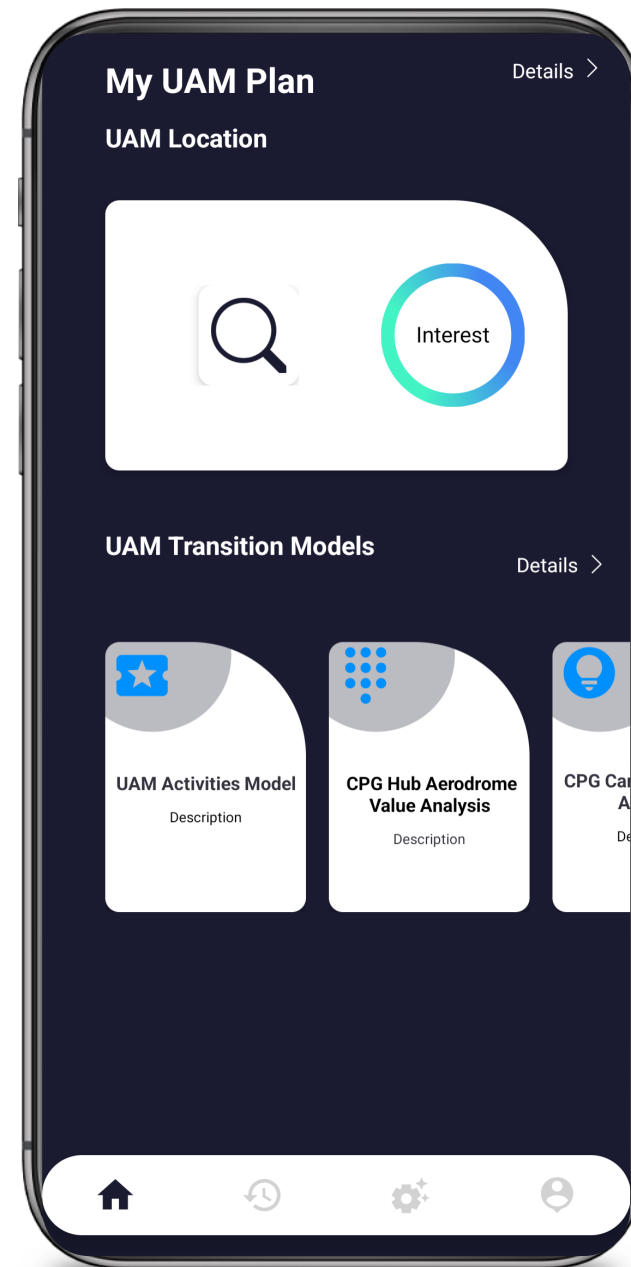 My UAM Plan
Details
UAM Location
Interest
UAM Transition Models
Details
UAM Activities Model
Description
CPG Hub Aerodrome
Value Analysis
Description
CPG